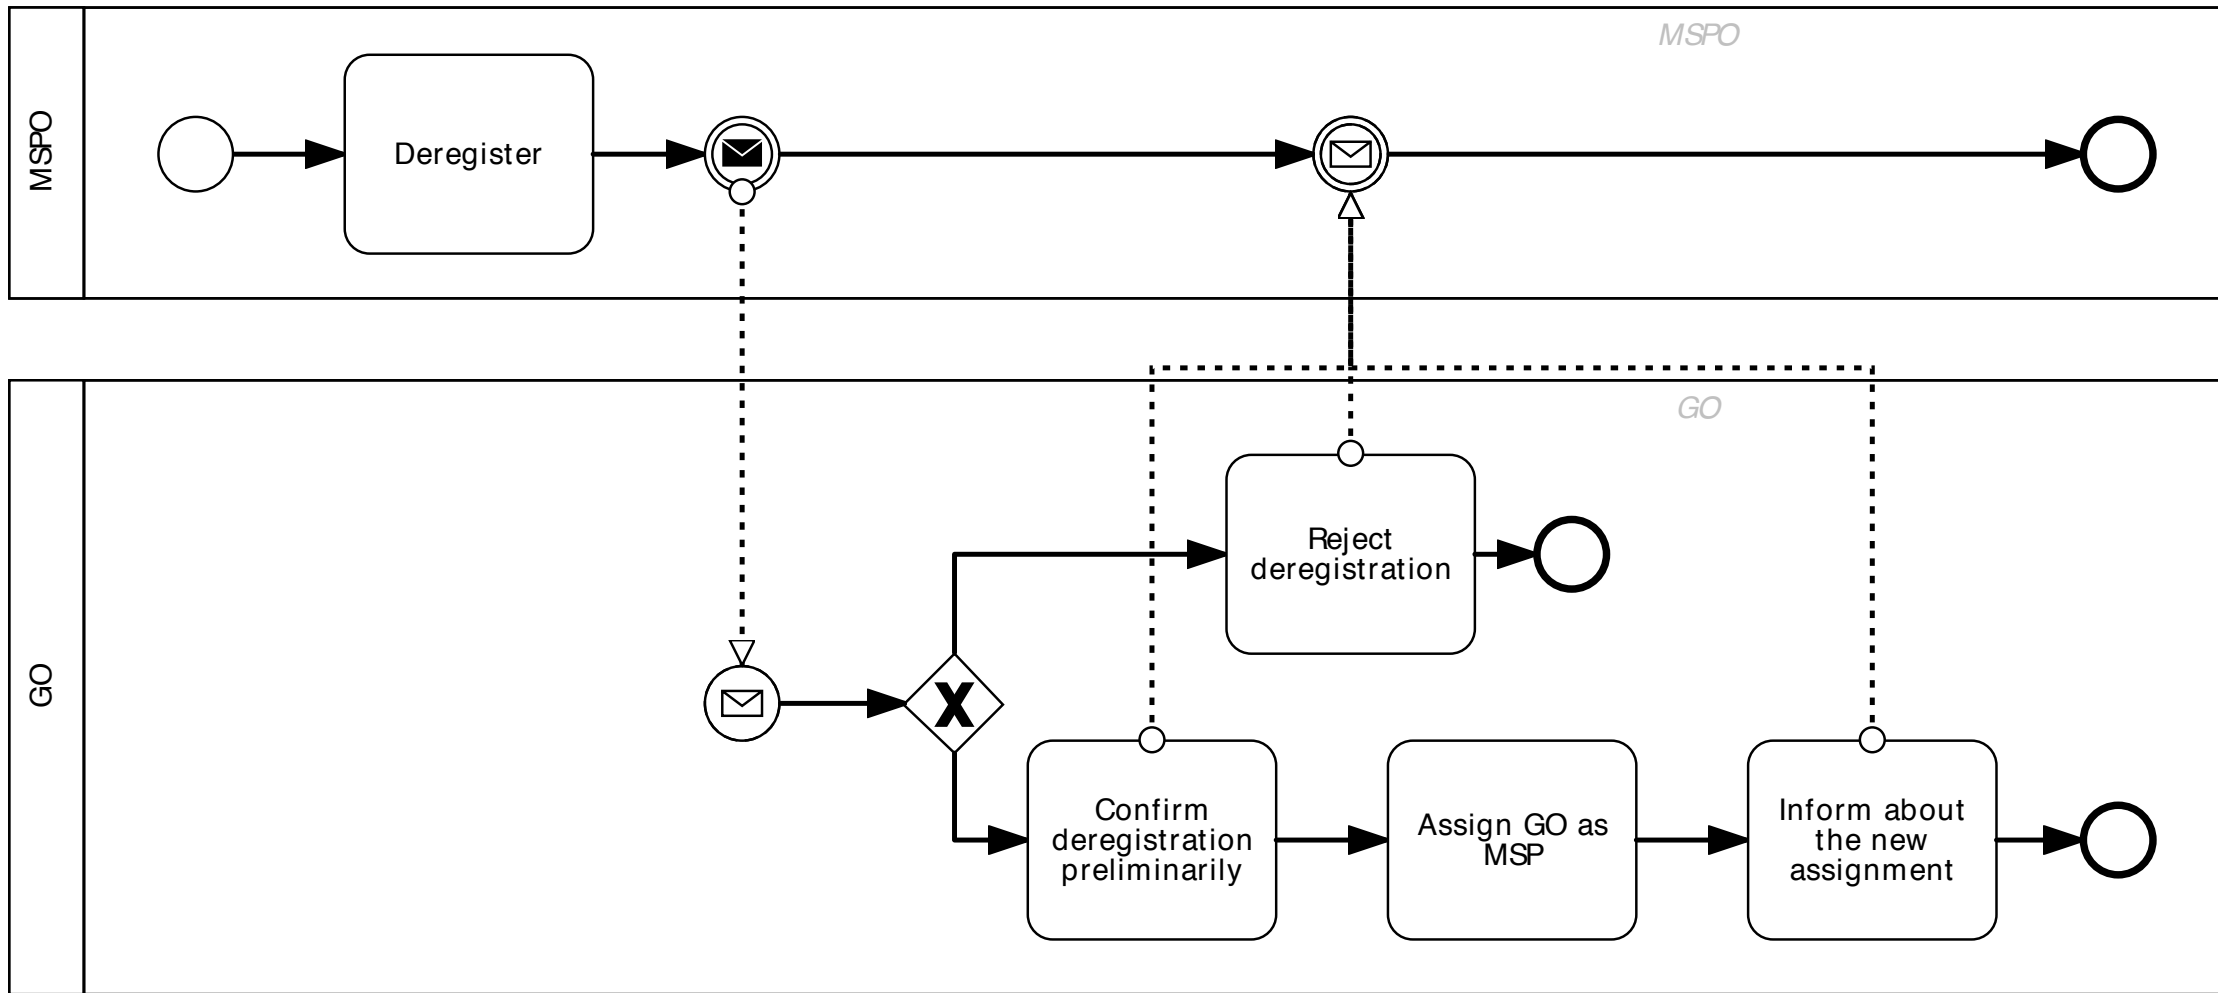 MSPO
MSPO
Deregister
GO
GO
Reject
deregistration
Confirm
deregistration
preliminarily
Assign GO as
MSP
Inform about
the new
assignment